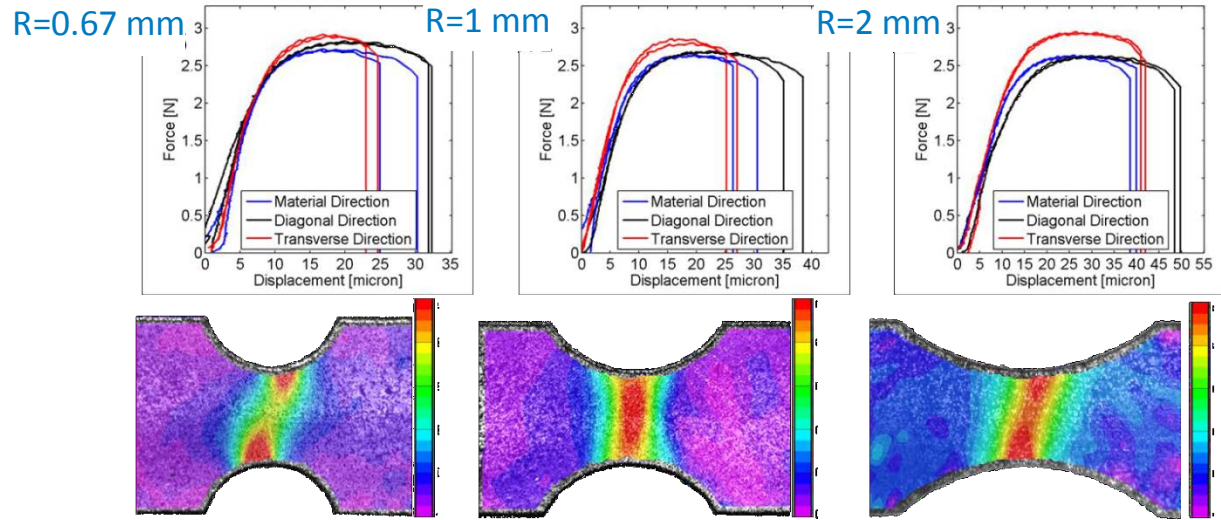 R=0.67 mm
R=1 mm
R=2 mm
3
2.5
2
1.5
1
0.5
0
Force [N]
Material Direction
Diagonal Direction
Transverse Direction
0 5 10 15 20 25 30 35
Displacement [micron]
3
2.5
2
1.5
1
0.5
0
Force [N]
Material Direction
Diagonal Direction
Transverse Direction
0 5 10 15 20 25 30 35 40
Displacement [micron]
3
2.5
2
1.5
1
0.5
0
Force [N]
Material Direction
Diagonal Direction
Transverse Direction
0 5 10 15 20 25 30 35 40 45 50 55
Displacement [micron]